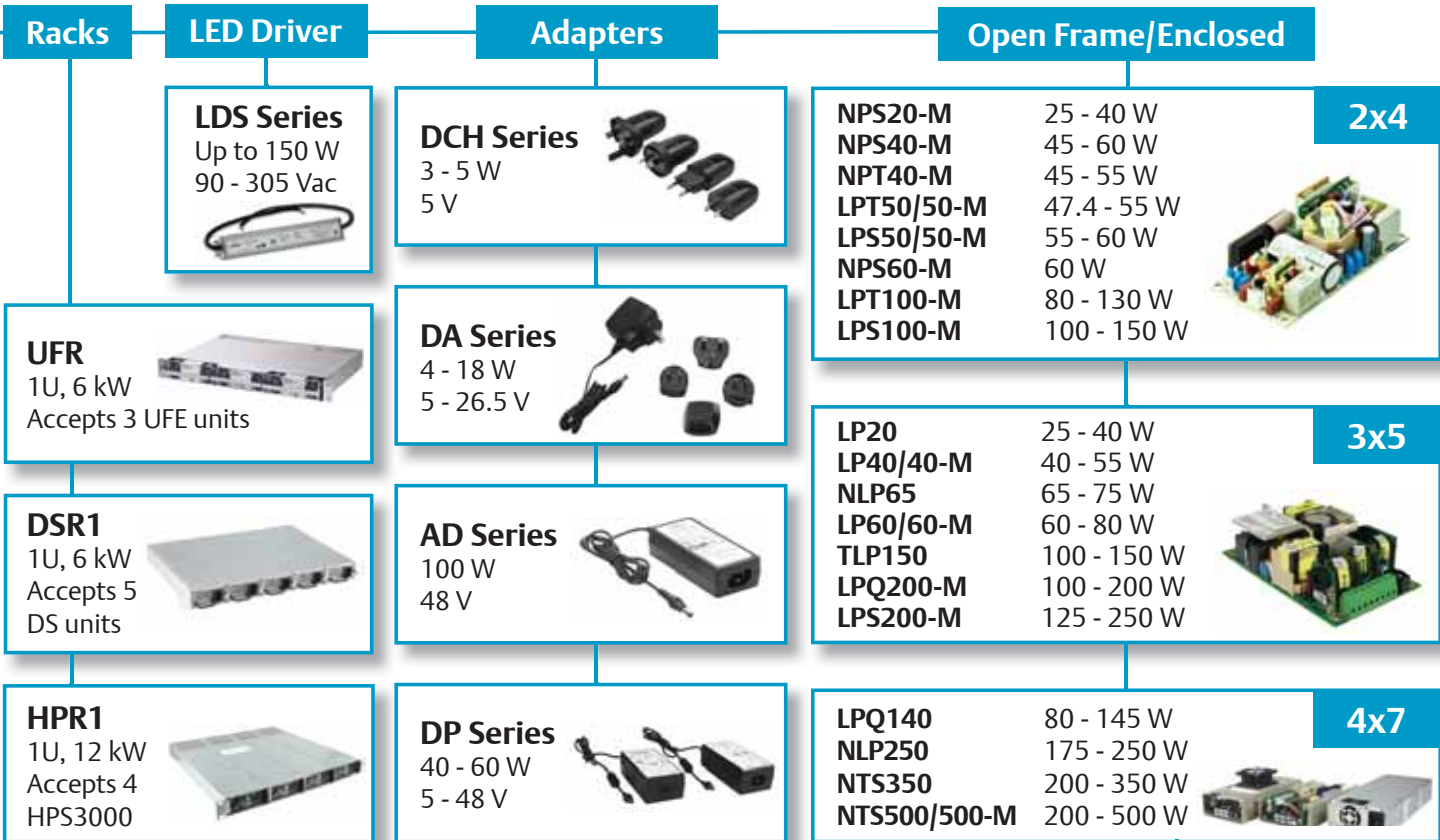 Racks
LED Driver
Adapters
Open Frame/Enclosed
LDS Series
Up to 150 W
90 - 305 Vac
UFR
1U, 6 kW
Accepts 3 UFE units
DSR1
1U, 6 kW
Accepts 5
DS units
HPR1
1U, 12 kW
Accepts 4
HPS3000
DCH Series
3 - 5 W
5 V
DA Series
4 - 18 W
5 - 26.5 V
AD Series
100 W
48 V
DP Series
40 - 60 W
5 - 48 V
2x4
NPS20-M 25 - 40 W
NPS40-M 45 - 60 W
NPT40-M 45 - 55 W
LPT50/50-M 47.4 - 55 W
LPS50/50-M 55 - 60 W
NPS60-M 60 W
LPT100-M 80 - 130 W
LPS100-M 100 - 150 W
3x5
LP20 25 - 40 W
LP40/40-M 40 - 55 W
NLP65 65 - 75 W
LP60/60-M 60 - 80 W
TLP150 100 - 150 W
LPQ200-M 100 - 200 W
LPS200-M 125 - 250 W
4x7
LPQ140 80 - 145 W
NLP250 175 - 250 W
NTS350 200 - 350 W
NTS500/500-M 200 - 500 W